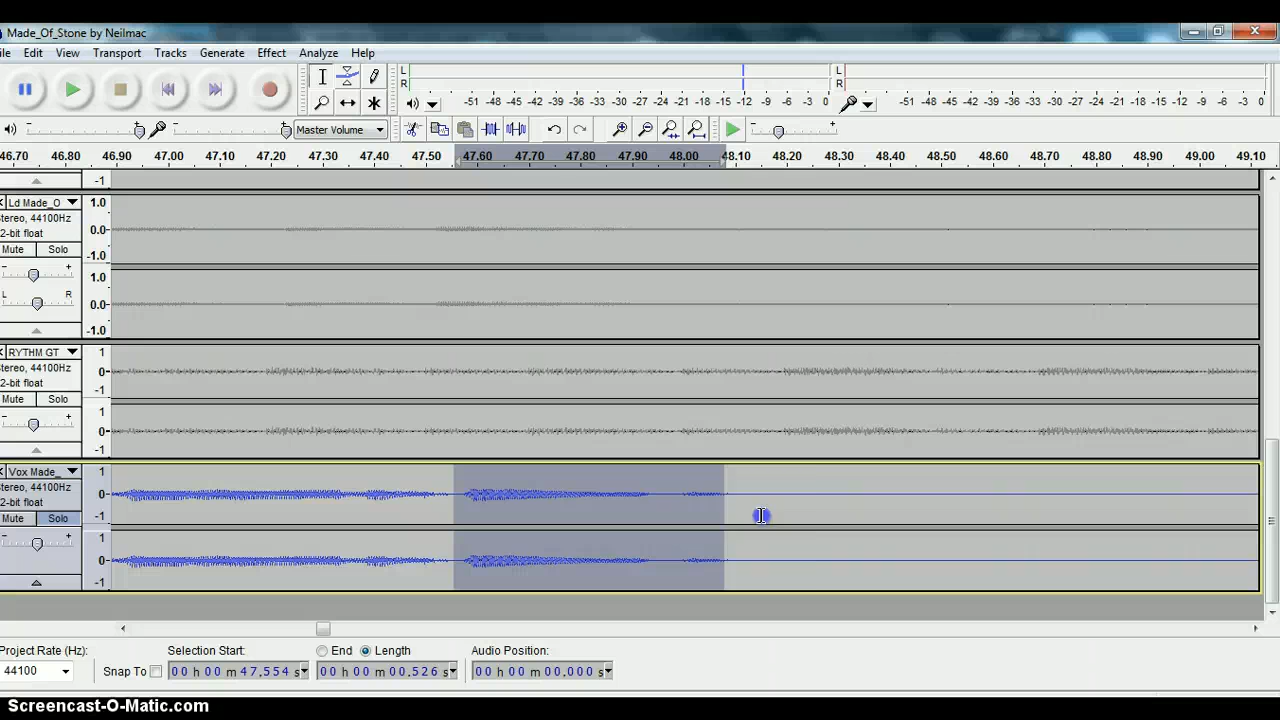 Made_Of_Stone by Neilmac
le Edit View Transport Tracks Generate Effect Analyze Help
L R -51 -48 -45 -42 -39 -36 -33 -30 -27 -24 -21 -18 -15 -12 -9 -6 -3 0 L R -51 -48 -45 -42 -39 -36 -33 -30 -27 -24 -21 -18 -15 -12 -9 -6 -3 0
- + - + Master Volume - +
46.70 46.80 46.90 47.00 47.10 47.20 47.30 47.40 47.50 47.60 47.70 47.80 47.90 48.00 48.10 48.20 48.30 48.40 48.50 48.60 48.70 48.80 48.90 49.00 49.10
-1
Ld Made_O 1.0
tereo, 44100Hz
2-bit float 0.0-
Mute Solo -1.0
- + 1.0
L R 0.0-
-1.0
RYTHM GT 1
tereo, 44100Hz 0-
2-bit float -1
Mute Solo 1
- + 0-
-1
Vox Made_ 1
tereo, 44100Hz 0-
2-bit float
Mute Solo -1
- + 1
0-
-1
Project Rate (Hz): Selection Start: End Length Audio Position:
44100 Snap To 00 h 00 m 47.554 s 00 h 00 m 00.526 s 00 h 00 m 00.000 s
Screencast-O-Matic.com